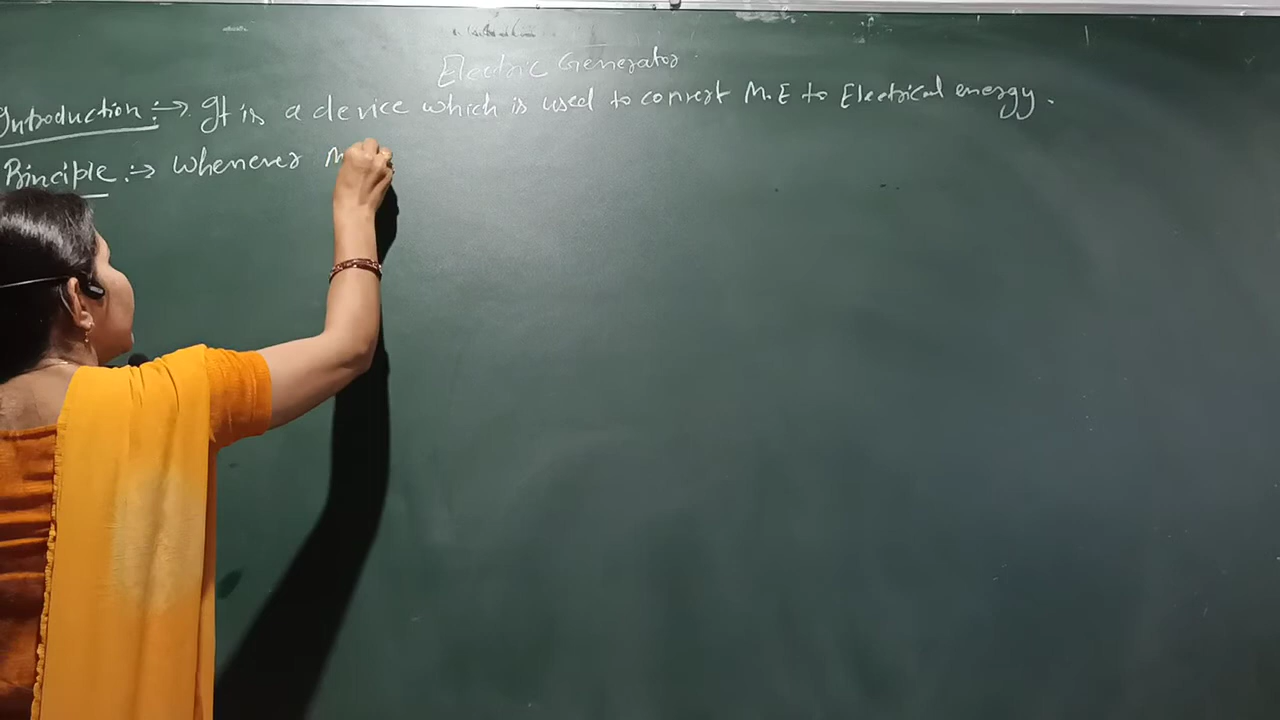 Electric Generator
Introduction :→ It is a device which is used to convert M.E to Electrical energy.
Principle :→ Whenever M